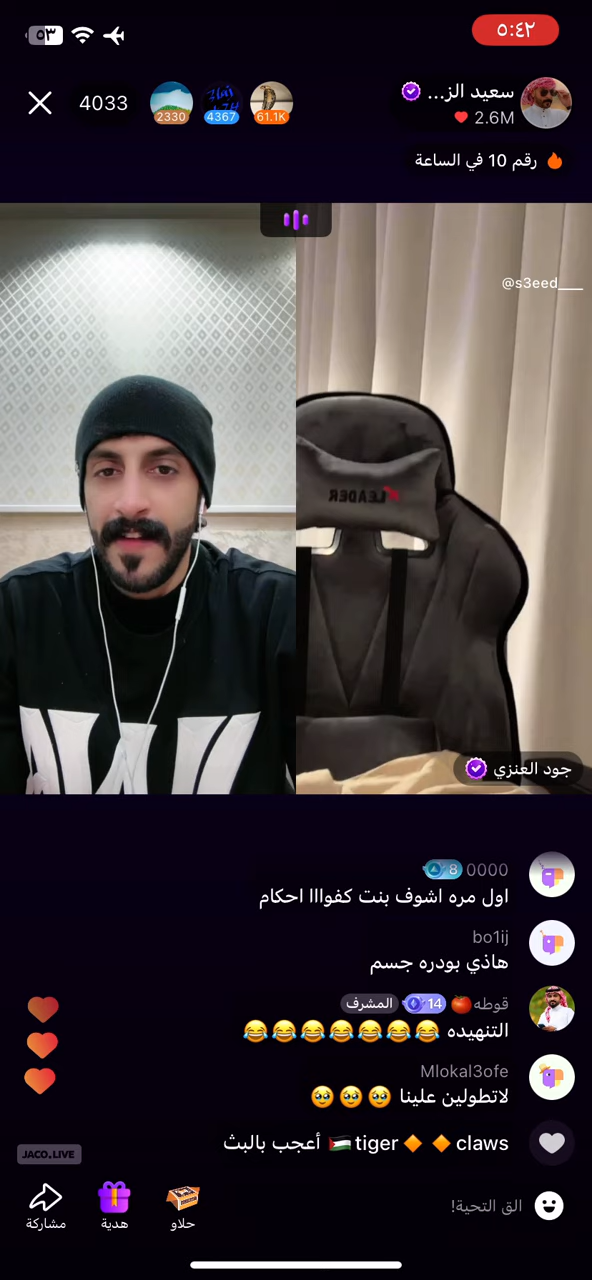 ٥:٤٢
٥٣
سعيد الز...
2.6M
4033
2330
4367
61.1K
رقم 10 في الساعة
@s3eed___
LEADER
جود العنزي
0000
8
اول مره اشوف بنت كفوااا احكام
bo1ij
هاذي بودره جسم
قوطه🍅 14 المشرف
التنهيده 😂😂😂😂😂😂😂
Mlokal3ofe
لاتطولين علينا 🥹🥹🥹
claws 🔸 🔸tiger🇵🇸 أعجب بالبث
JACO.LIVE
الق التحية!
حلاو
هدية
مشاركة